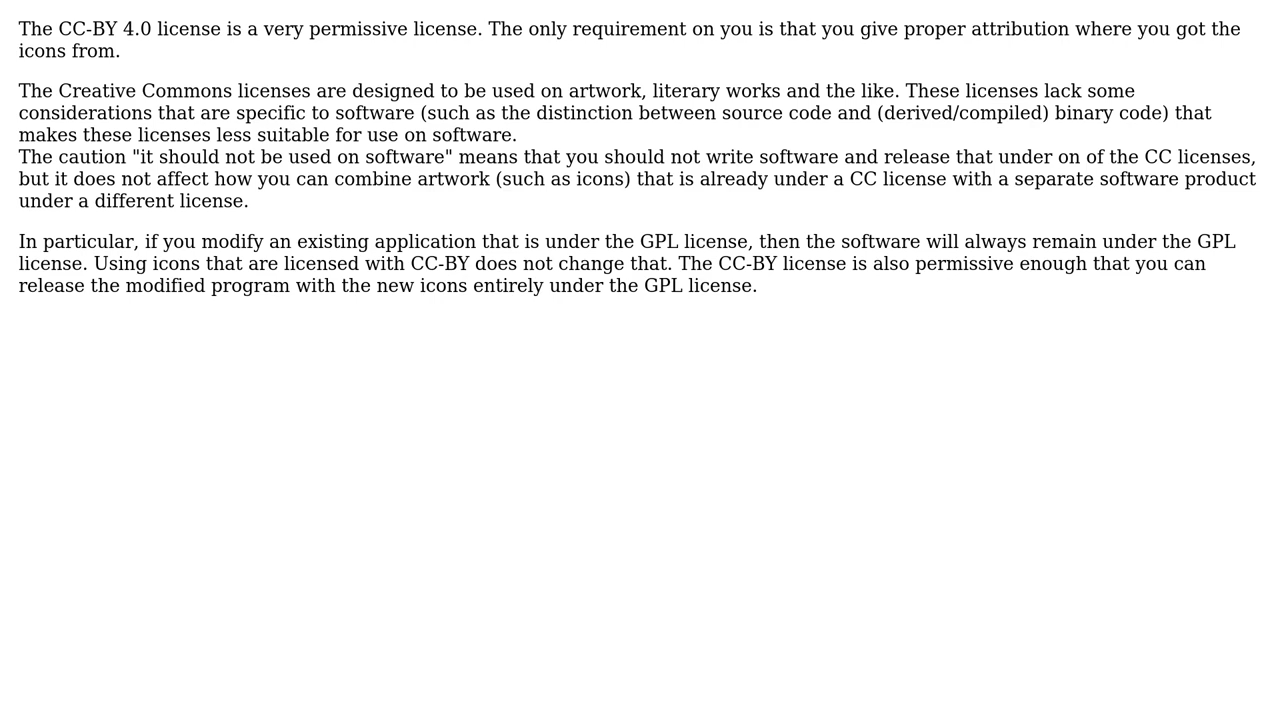 The CC-BY 4.0 license is a very permissive license. The only requirement on you is that you give proper attribution where you got the
icons from.
The Creative Commons licenses are designed to be used on artwork, literary works and the like. These licenses lack some
considerations that are specific to software (such as the distinction between source code and (derived/compiled) binary code) that
makes these licenses less suitable for use on software.
The caution "it should not be used on software" means that you should not write software and release that under on of the CC licenses,
but it does not affect how you can combine artwork (such as icons) that is already under a CC license with a separate software product
under a different license.
In particular, if you modify an existing application that is under the GPL license, then the software will always remain under the GPL
license. Using icons that are licensed with CC-BY does not change that. The CC-BY license is also permissive enough that you can
release the modified program with the new icons entirely under the GPL license.